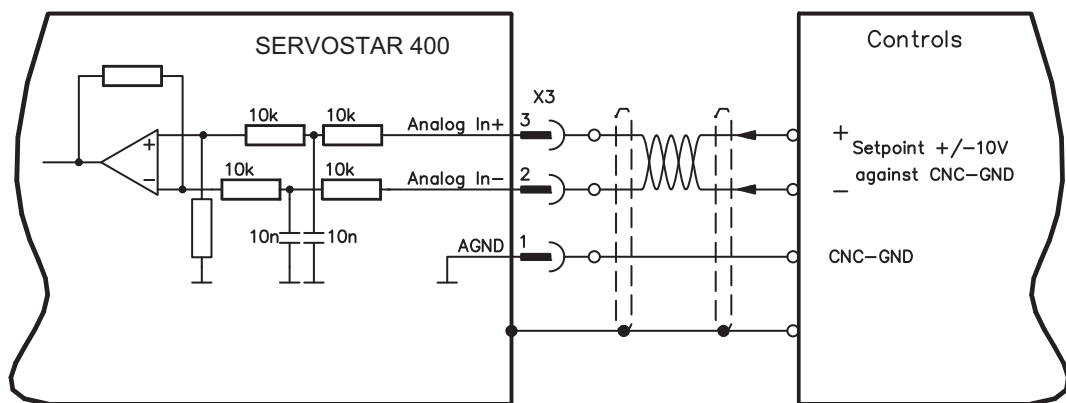 SERVOSTAR 400
Controls
X3
10k
10k
Analog In+
3
+
Setpoint +/-10V
against CNC-GND
-
+
-
10k
10k
Analog In-
2
10n
10n
AGND
1
CNC-GND